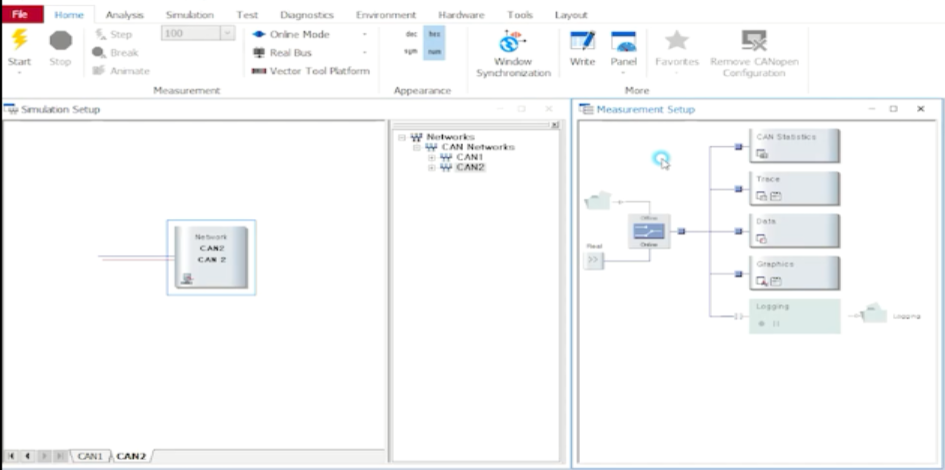 File Home Analysis Simulation Test Diagnostics Environment Hardware Tools Layout
Start
Stop
Step
100
Break
Animate
Measurement
Online Mode
Real Bus
Vector Tool Platform
dec hex
sym num
Appearance
Window
Synchronization
Write
Panel
Favorites
Remove CANopen
Configuration
More
Simulation Setup
Network
CAN2
CAN 2
CAN1 CAN2
Networks
CAN Networks
CAN1
CAN2
Measurement Setup
Offline
Online
Real
>>
CAN Statistics
Trace
Data
Graphics
Logging
Logging